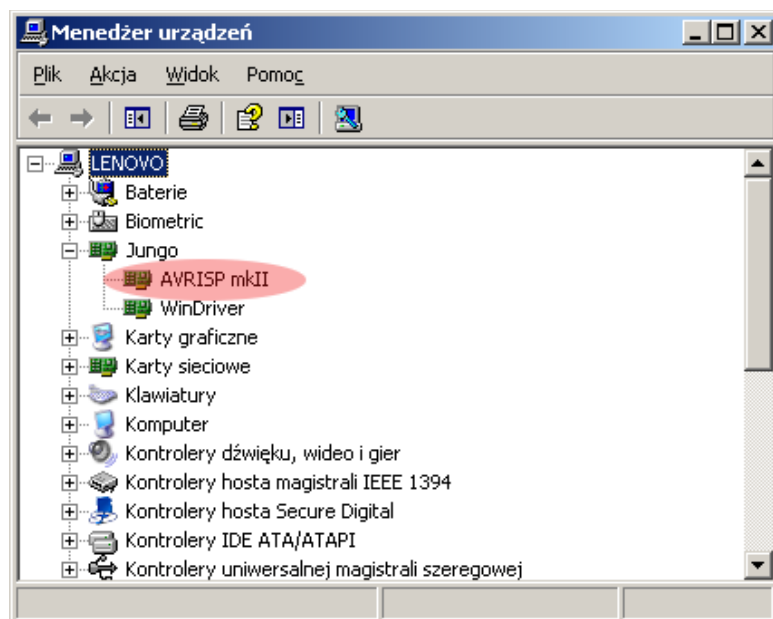 Menedżer urządzeń
Plik Akcja Widok Pomoc
LENOVO
Baterie
Biometric
Jungo
AVRISP mkII
WinDriver
Karty graficzne
Karty sieciowe
Klawiatury
Komputer
Kontrolery dźwięku, wideo i gier
Kontrolery hosta magistrali IEEE 1394
Kontrolery hosta Secure Digital
Kontrolery IDE ATA/ATAPI
Kontrolery uniwersalnej magistrali szeregowej